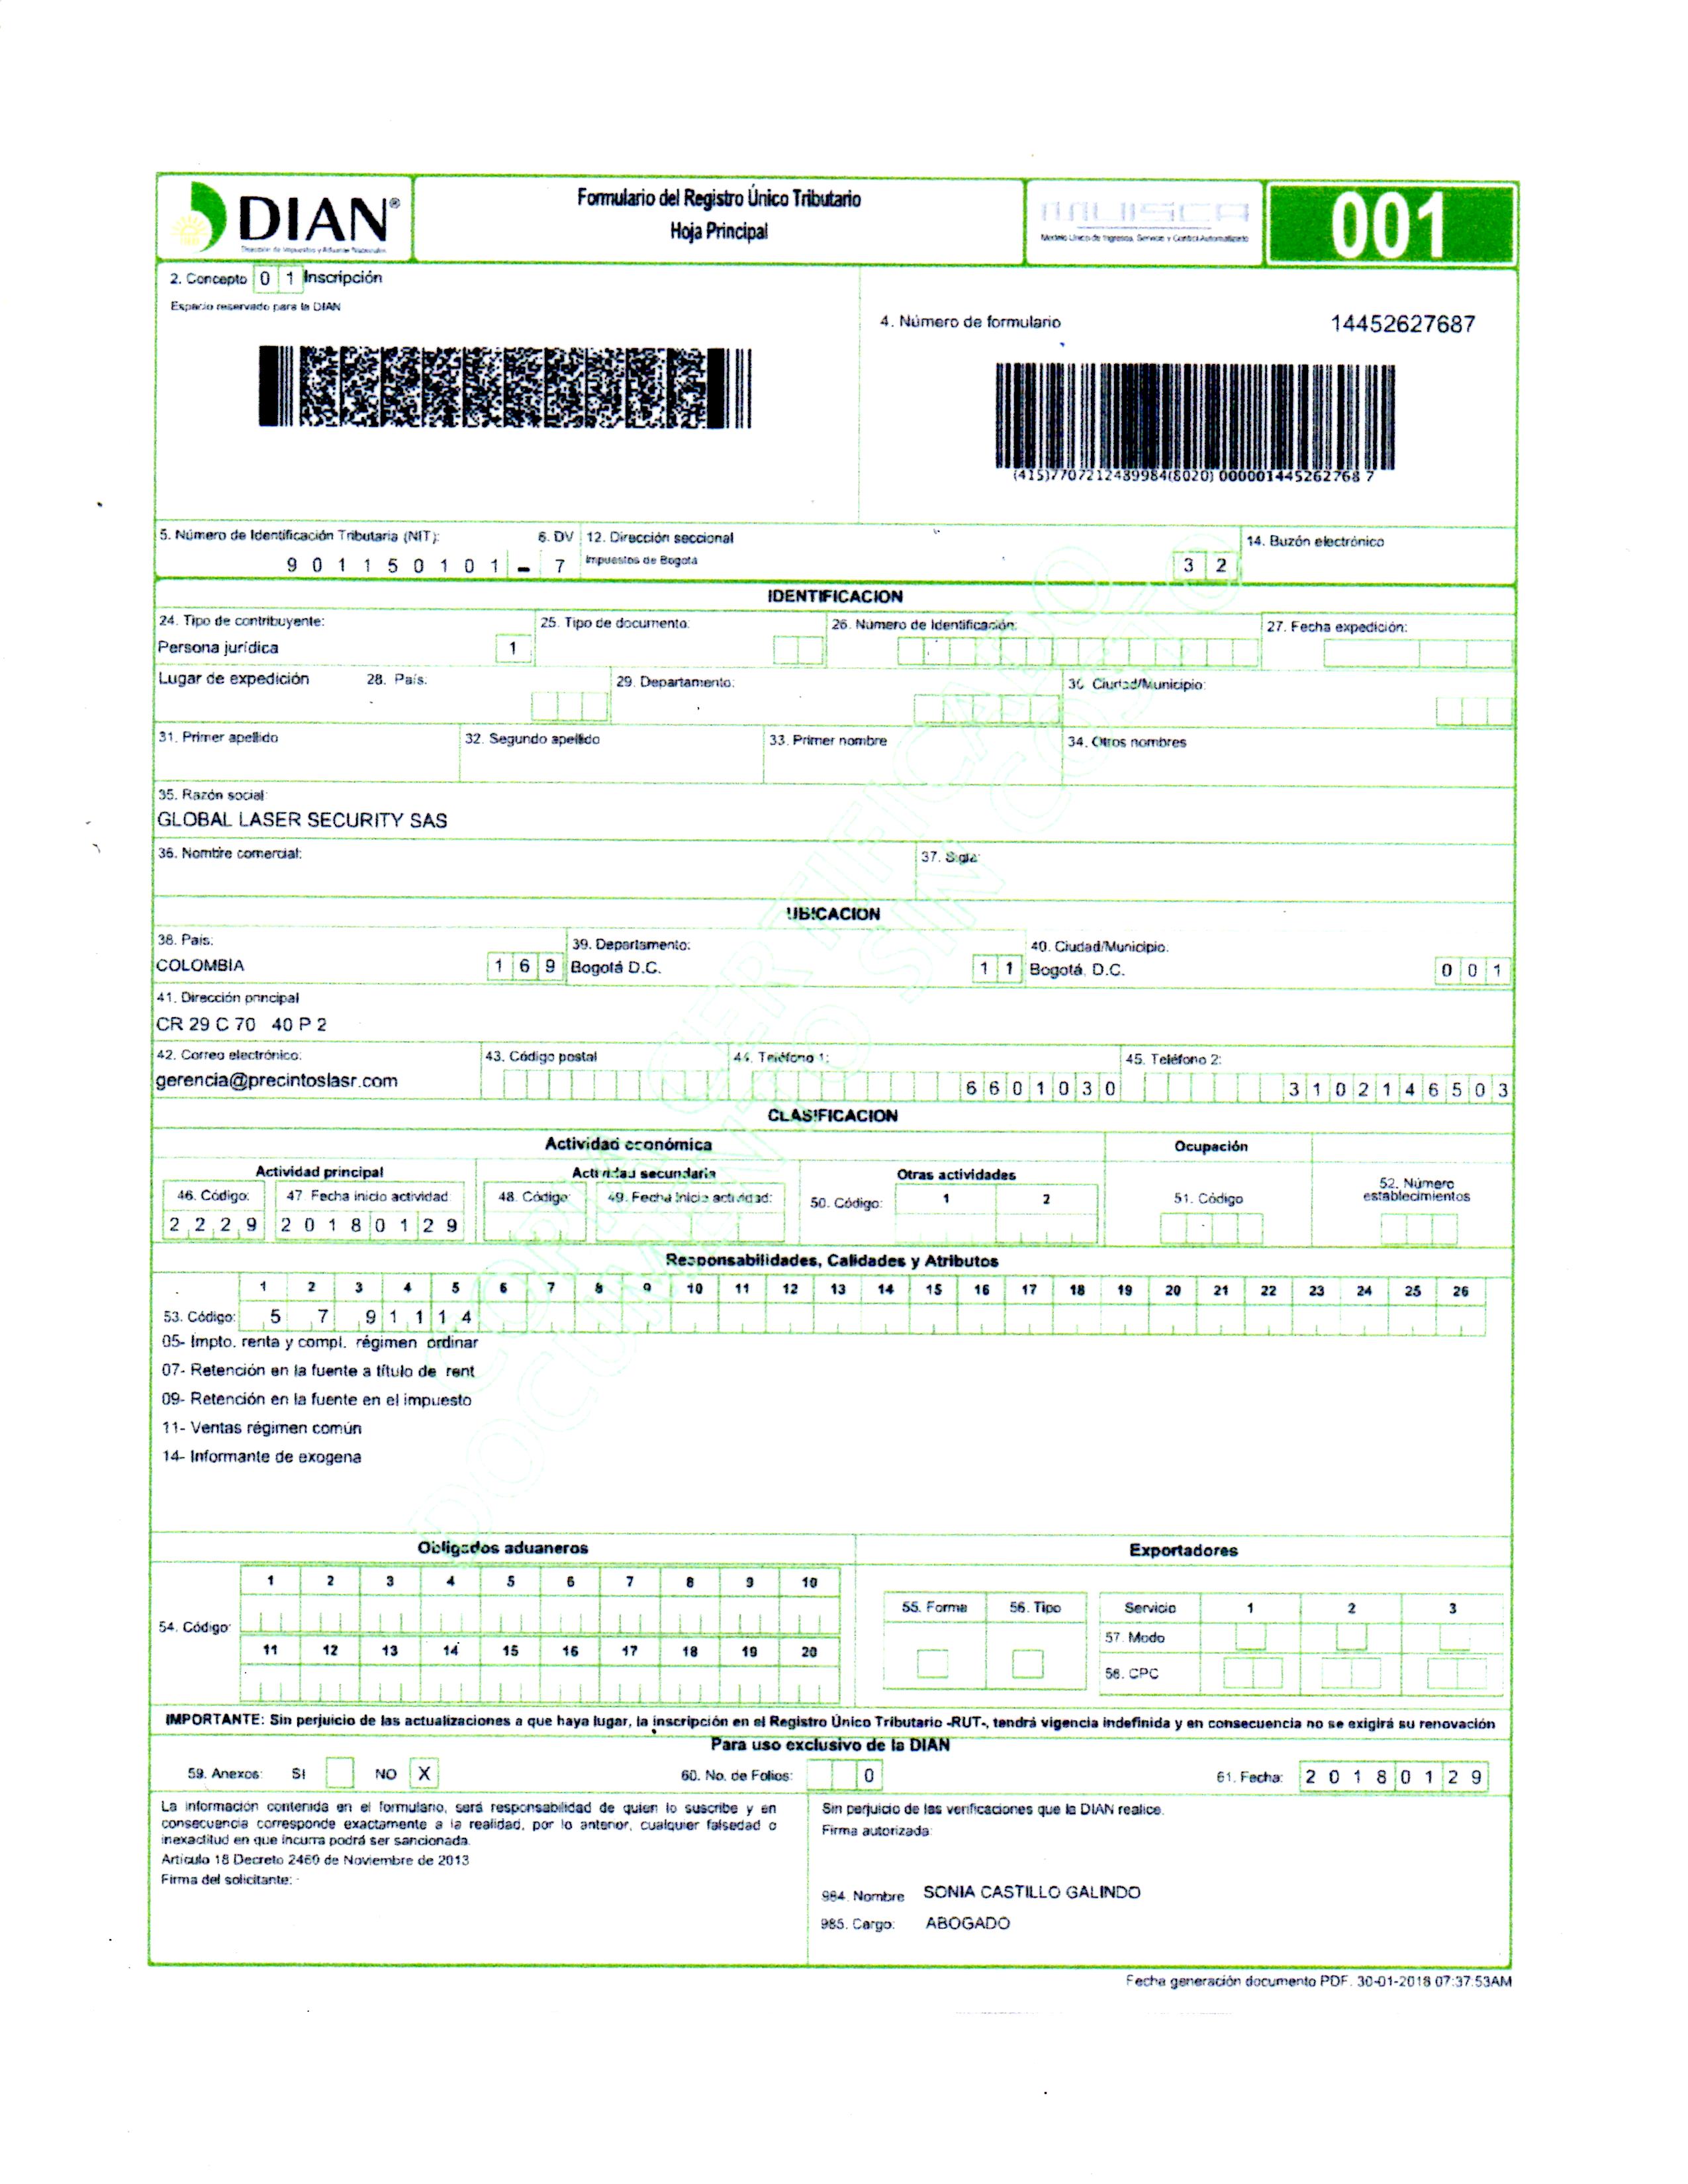 DIAN®
Dirección de Impuestos y Aduanas Nacionales
Formulario del Registro Único Tributario
Hoja Principal
MUISCA
Modelo Único de Ingresos, Servicio y Control Automatizado
001
2. Concepto 0 1 Inscripción
Espacio reservado para la DIAN
4. Número de formulario 14452627687
(415)7707212489984(8020) 000001445262768 7
5. Número de Identificación Tributaria (NIT): 6. DV 12. Dirección seccional 14. Buzón electrónico
9 0 1 1 5 0 1 0 1 - 7 Impuestos de Bogotá 3 2
IDENTIFICACION
24. Tipo de contribuyente: 25. Tipo de documento: 26. Número de Identificación: 27. Fecha expedición:
Persona jurídica 1
Lugar de expedición 28. País: 29. Departamento: 30. Ciudad/Municipio:
31. Primer apellido 32. Segundo apellido 33. Primer nombre 34. Otros nombres
35. Razón social:
GLOBAL LASER SECURITY SAS
36. Nombre comercial: 37. Sigla:
UBICACION
38. País: 39. Departamento: 40. Ciudad/Municipio:
COLOMBIA 1 6 9 Bogotá D.C. 1 1 Bogotá, D.C. 0 0 1
41. Dirección principal
CR 29 C 70 40 P 2
42. Correo electrónico: 43. Código postal 44. Teléfono 1: 45. Teléfono 2:
gerencia@precintoslasr.com 6 6 0 1 0 3 0 3 1 0 2 1 4 6 5 0 3
CLASIFICACION
Actividad económica Ocupación
Actividad principal Actividad secundaria Otras actividades
46. Código: 47 Fecha inicio actividad: 48. Código: 49. Fecha inicio actividad: 50. Código: 1 2 51. Código 52. Número establecimientos
2 2 2 9 2 0 1 8 0 1 2 9
Responsabilidades, Calidades y Atributos
1 2 3 4 5 6 7 8 9 10 11 12 13 14 15 16 17 18 19 20 21 22 23 24 25 26
53. Código: 5 7 9 1 1 1 4
05- Impto. renta y compl. régimen ordinar
07- Retención en la fuente a título de rent
09- Retención en la fuente en el impuesto
11- Ventas régimen común
14- Informante de exogena
Obligados aduaneros Exportadores
1 2 3 4 5 6 7 8 9 10
55. Forma 56. Tipo Servicio 1 2 3
54. Código:
57. Modo
11 12 13 14 15 16 17 18 19 20
58. CPC
IMPORTANTE: Sin perjuicio de las actualizaciones a que haya lugar, la inscripción en el Registro Único Tributario -RUT-, tendrá vigencia indefinida y en consecuencia no se exigirá su renovación
Para uso exclusivo de la DIAN
59. Anexos: SI NO X 60. No. de Folios: 0 61. Fecha: 2 0 1 8 0 1 2 9
La información contenida en el formulario, será responsabilidad de quien lo suscribe y en
consecuencia corresponde exactamente a la realidad, por lo anterior, cualquier falsedad o
inexactitud en que incurra podrá ser sancionada.
Artículo 18 Decreto 2460 de Noviembre de 2013
Firma del solicitante:
Sin perjuicio de las verificaciones que la DIAN realice.
Firma autorizada:
984. Nombre SONIA CASTILLO GALINDO
985. Cargo: ABOGADO
Fecha generación documento PDF: 30-01-2018 07:37:53AM
COPIA CERTIFICADO
DOCUMENTO SIN COSTO